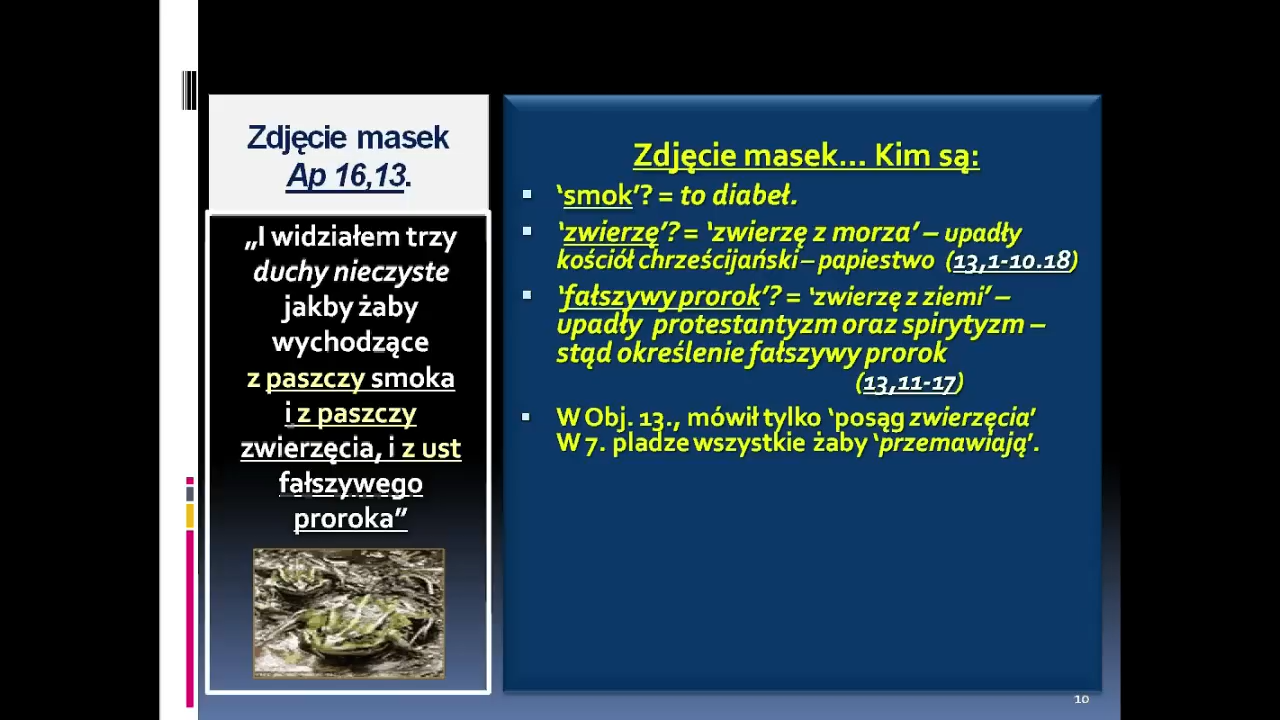 Zdjęcie masek
Ap 16,13.
„I widziałem trzy
duchy nieczyste
jakby żaby
wychodzące
z paszczy smoka
i z paszczy
zwierzęcia, i z ust
fałszywego
proroka”
Zdjęcie masek... Kim są:
‘smok’? = to diabeł.
‘zwierzę’? = ‘zwierzę z morza’ – upadły
kościół chrześcijański – papiestwo (13,1-10.18)
‘fałszywy prorok’? = ‘zwierzę z ziemi’ –
upadły protestantyzm oraz spirytyzm –
stąd określenie fałszywy prorok
(13,11-17)
W Obj. 13., mówił tylko ‘posąg zwierzęcia’
W 7. pladze wszystkie żaby ‘przemawiają’.
10